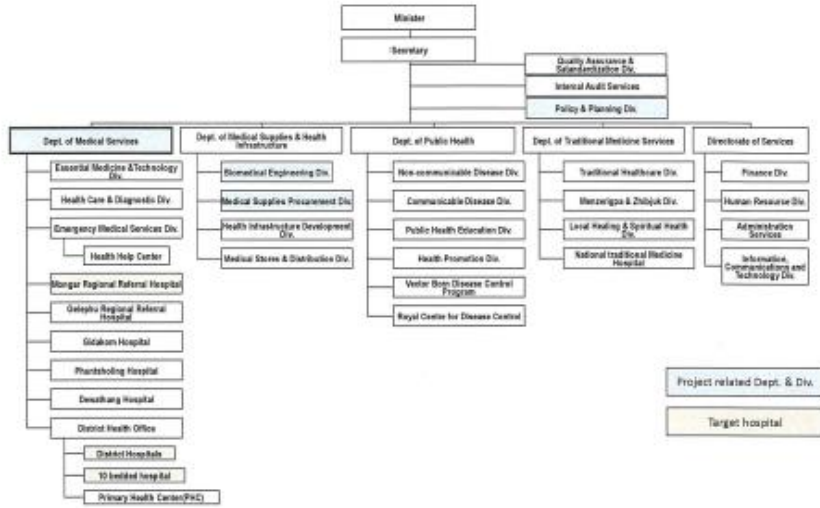 Minister
Secretary
Quality Assurance &
Satandardization Div.
Internal Audit Services
Policy & Planning Div.
Dept. of Medical Services
Dept. of Medical Supplies & Health
Infrastructure
Dept. of Public Health
Dept. of Traditional Medicine Services
Directorate of Services
Essential Medicine &Technology
Div.
Health Care & Diagnostic Div.
Emergency Medical Services Div.
Health Help Center
Mongar Regional Referral Hospital
Gelephu Regional Referral
Hospital
Gidakom Hospital
Phuntsholing Hospital
Dewathang Hospital
District Health Office
District Hospitals
10 bedded hospital
Primary Health Center(PHC)
Biomedical Engineering Div.
Medical Supplies Procurement Div.
Health Infrastructure Development
Div.
Medical Stores & Distribution Div.
Non-communicable Disease Div.
Communicable Disease Div.
Public Health Education Div.
Health Promotion Div.
Vector Born Disease Control
Program
Royal Centre for Disease Control
Traditional Healthcare Div.
Menzerigpa & Zhibjuk Div.
Local Healing & Spiritual Health
Div.
National traditional Medicine
Hospital
Finance Div.
Human Resourse Div.
Administration
Services
Information,
Communications and
Technology Div.
Project related Dept. & Div.
Target hospital